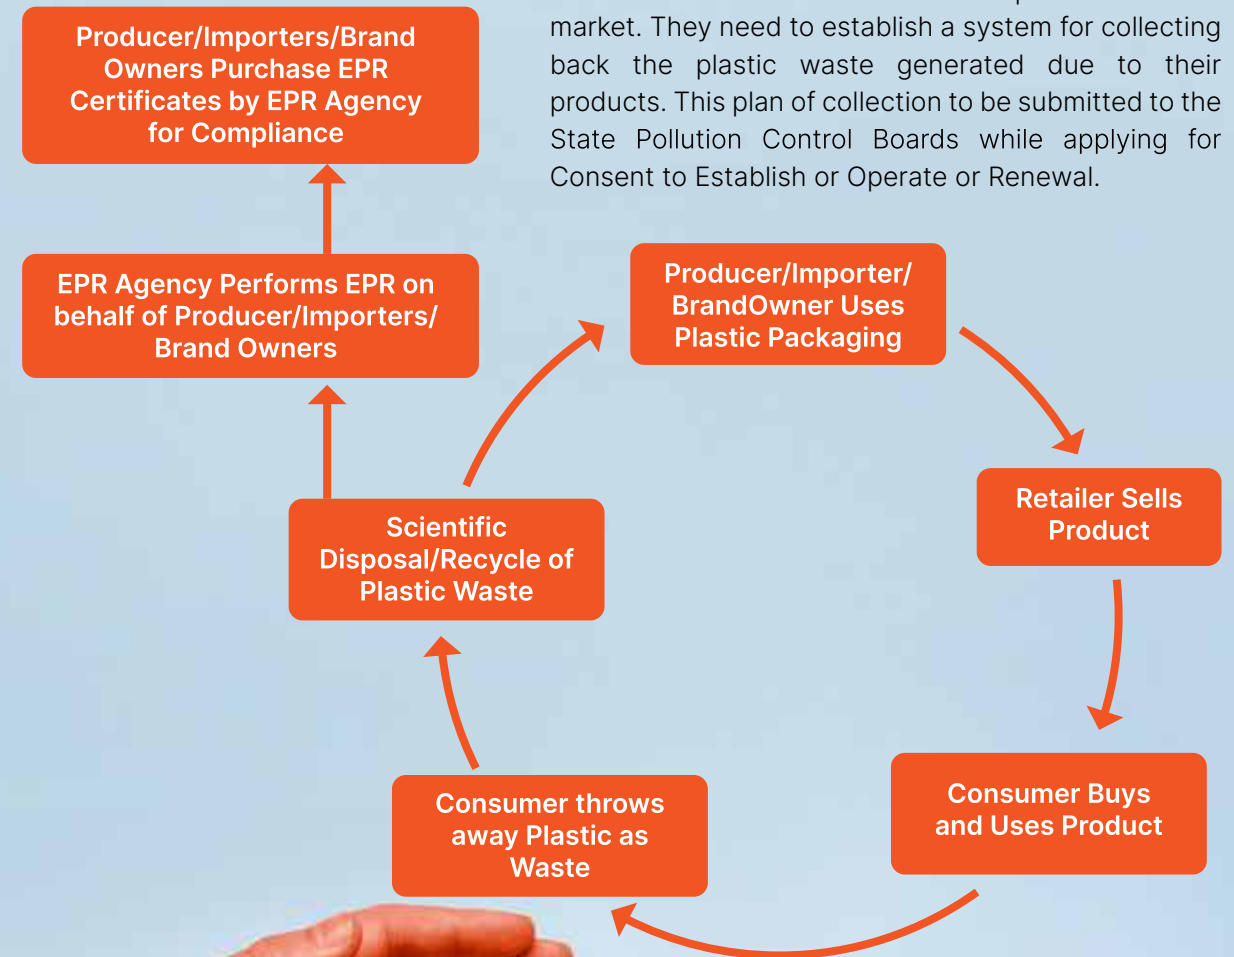 market. They need to establish a system for collecting
back the plastic waste generated due to their
products. This plan of collection to be submitted to the
State Pollution Control Boards while applying for
Consent to Establish or Operate or Renewal.
Producer/Importers/Brand
Owners Purchase EPR
Certificates by EPR Agency
for Compliance
EPR Agency Performs EPR on
behalf of Producer/Importers/
Brand Owners
Producer/Importer/
BrandOwner Uses
Plastic Packaging
Retailer Sells
Product
Scientific
Disposal/Recycle of
Plastic Waste
Consumer Buys
and Uses Product
Consumer throws
away Plastic as
Waste